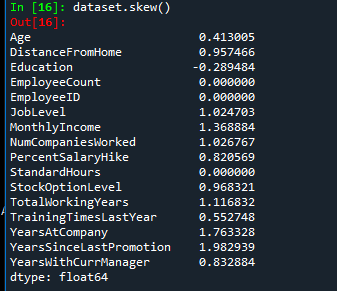 In [16]: dataset.skew()
Out[16]:
Age 0.413005
DistanceFromHome 0.957466
Education -0.289484
EmployeeCount 0.000000
EmployeeID 0.000000
JobLevel 1.024703
MonthlyIncome 1.368884
NumCompaniesWorked 1.026767
PercentSalaryHike 0.820569
StandardHours 0.000000
StockOptionLevel 0.968321
TotalWorkingYears 1.116832
TrainingTimesLastYear 0.552748
YearsAtCompany 1.763328
YearsSinceLastPromotion 1.982939
YearsWithCurrManager 0.832884
dtype: float64